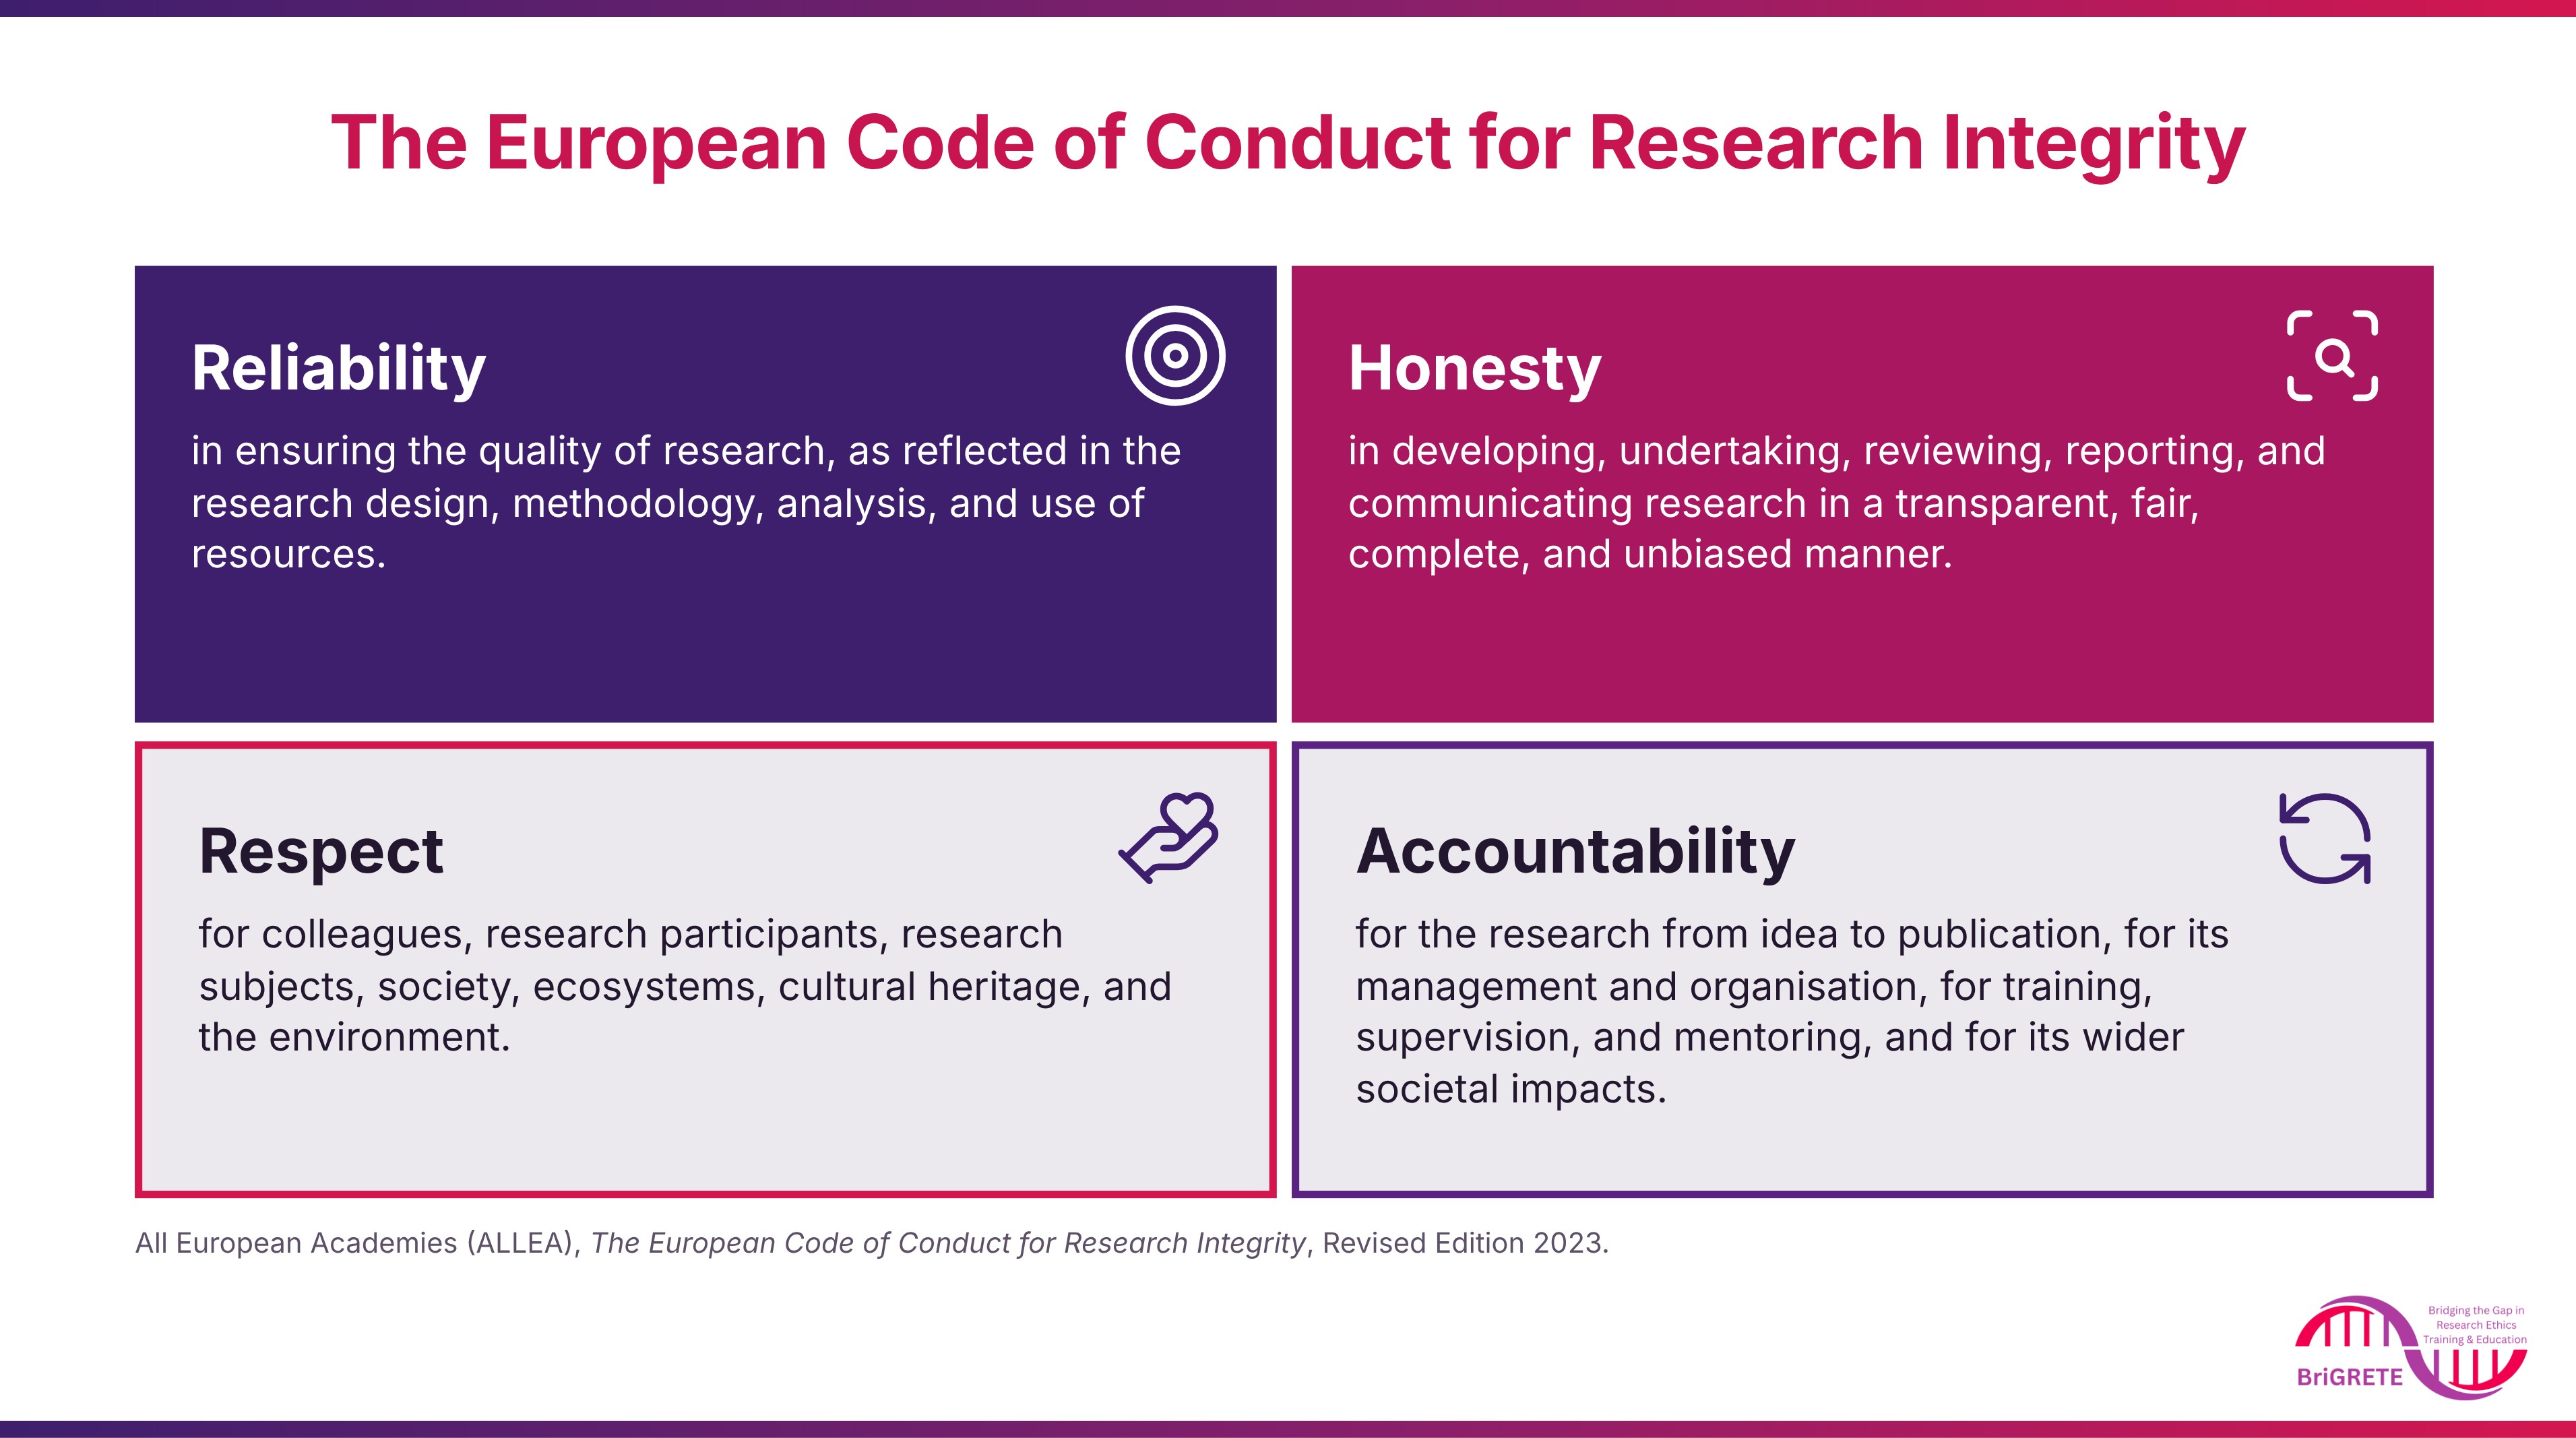 The European Code of Conduct for Research Integrity
Reliability
in ensuring the quality of research, as reflected in the
research design, methodology, analysis, and use of
resources.
Honesty
in developing, undertaking, reviewing, reporting, and
communicating research in a transparent, fair,
complete, and unbiased manner.
Respect
for colleagues, research participants, research
subjects, society, ecosystems, cultural heritage, and
the environment.
Accountability
for the research from idea to publication, for its
management and organisation, for training,
supervision, and mentoring, and for its wider
societal impacts.
All European Academies (ALLEA), The European Code of Conduct for Research Integrity, Revised Edition 2023.
Bridging the Gap in
Research Ethics
Training & Education
BriGRETE